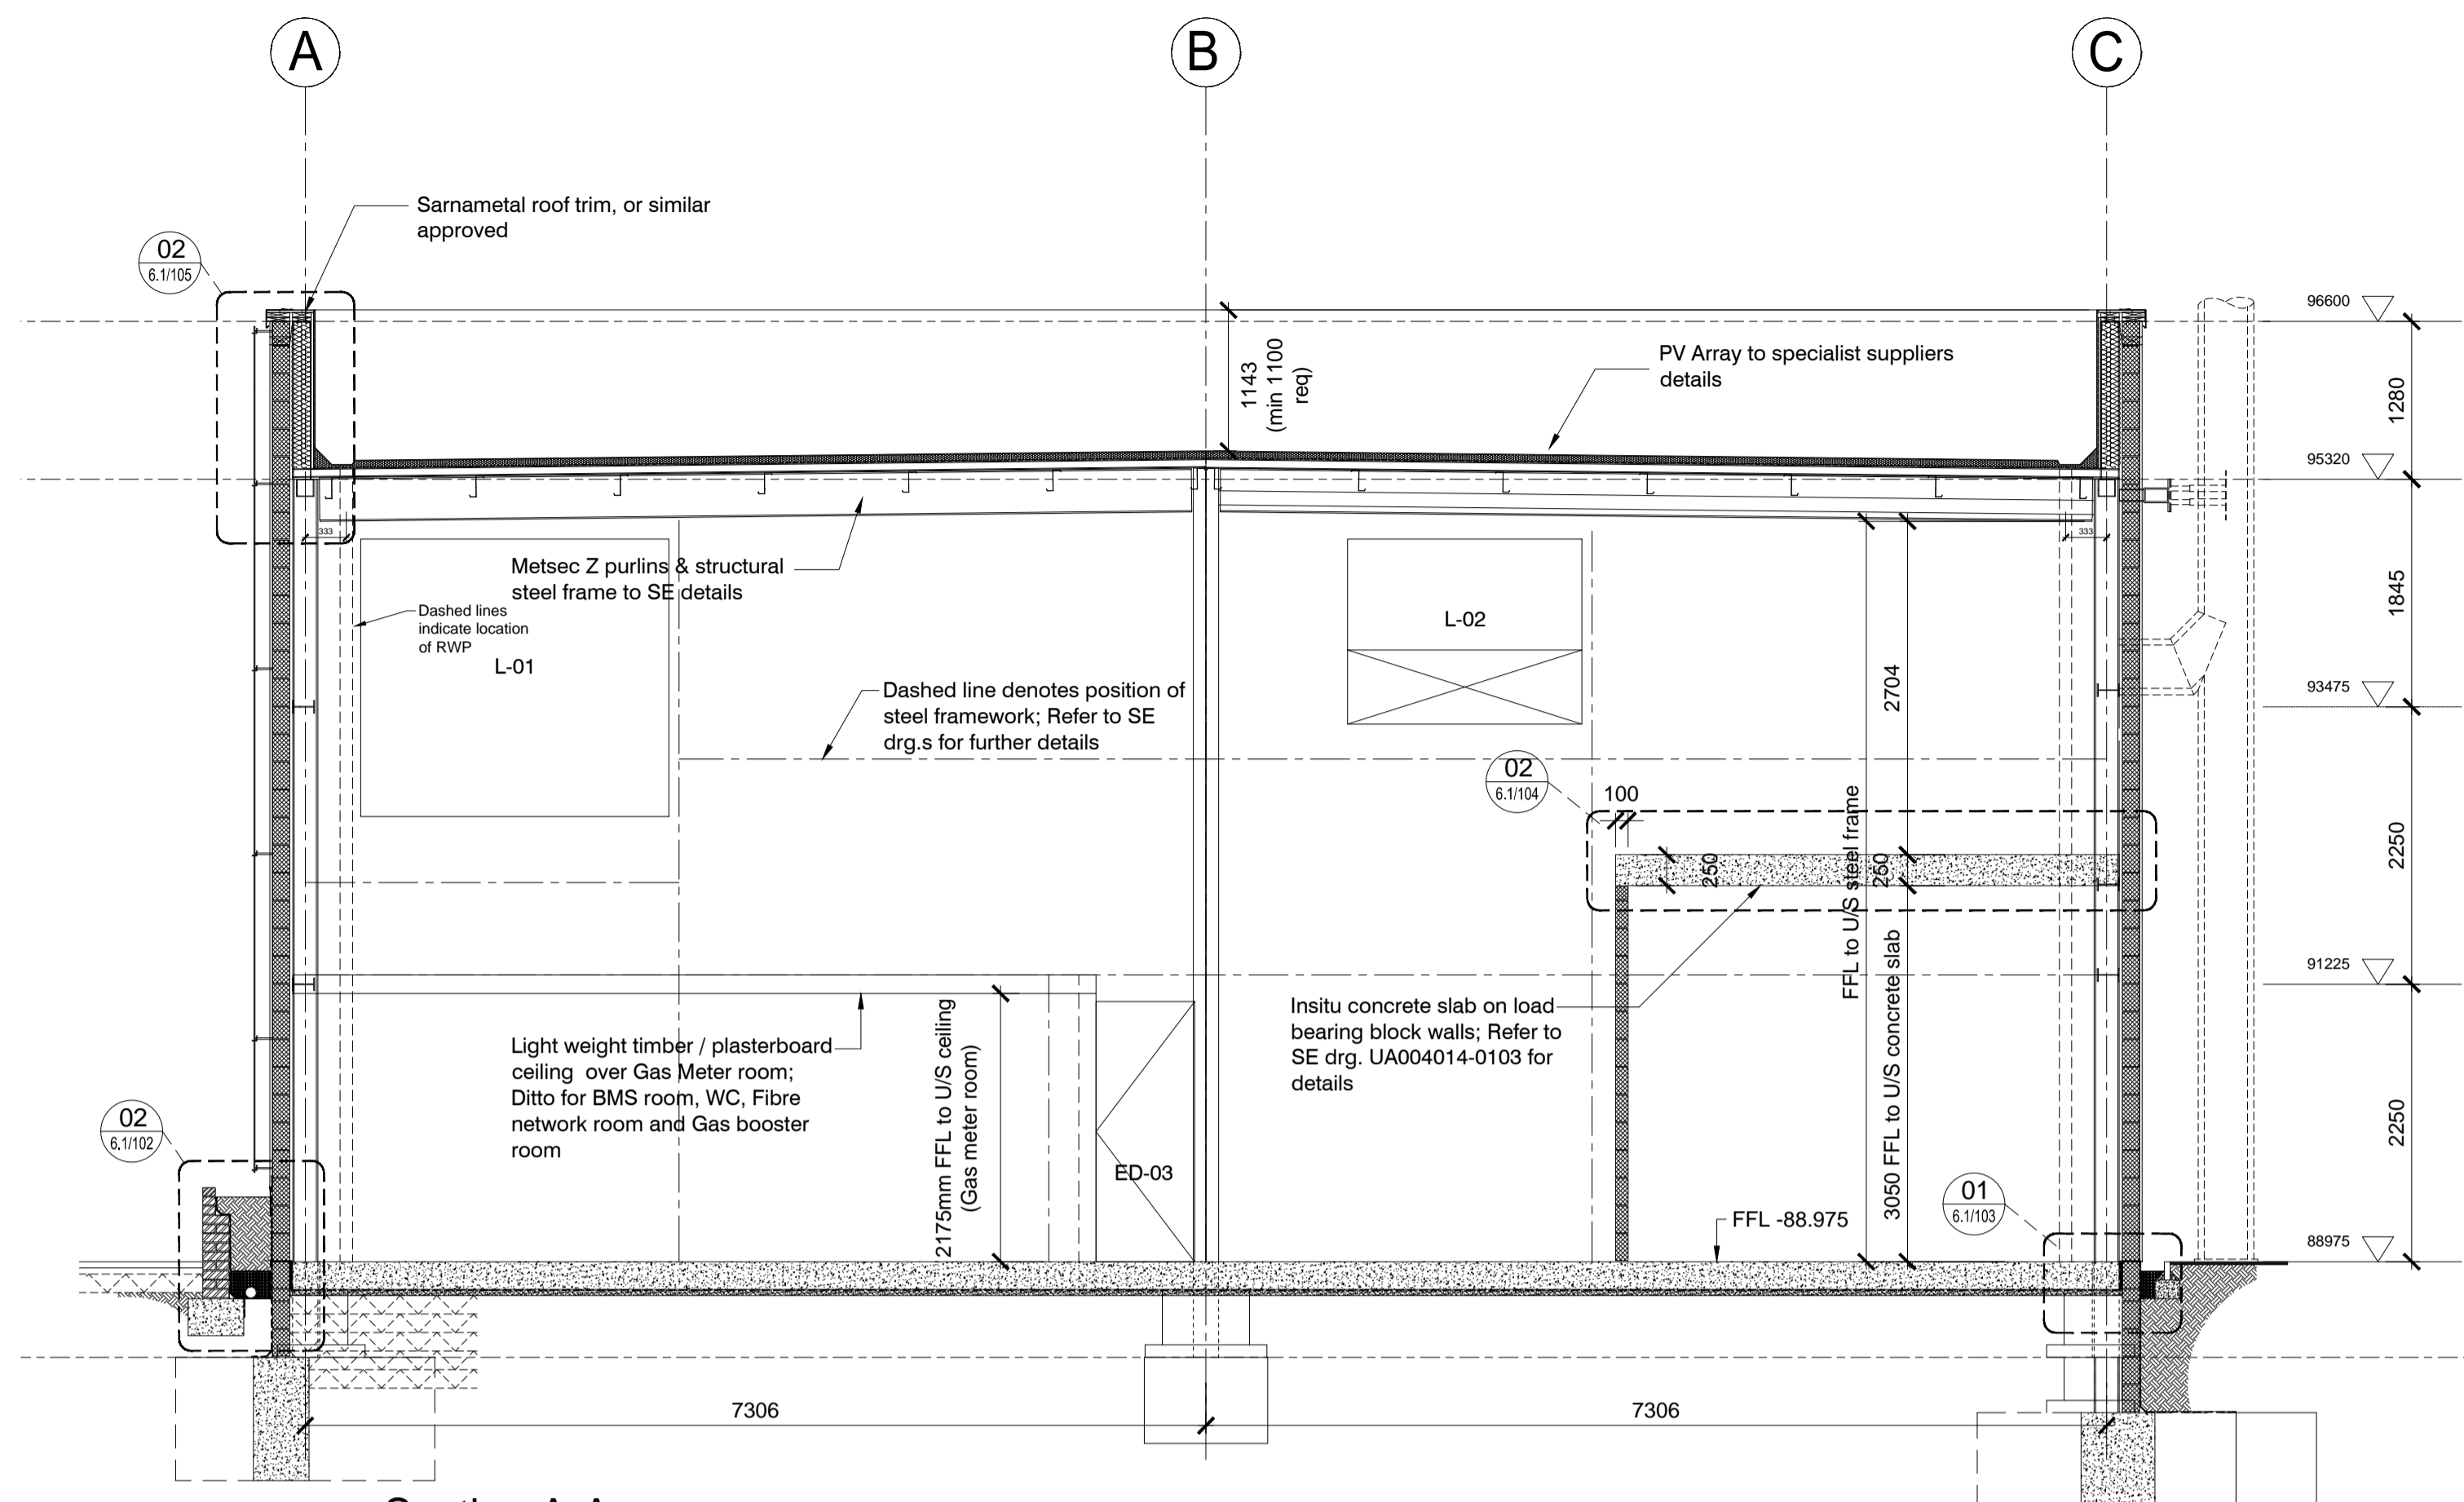 A
B
C
Sarnametal roof trim, or similar
approved
02
6.1/105
96600
1143
(min 1100
req)
PV Array to specialist suppliers
details
1280
95320
333
333
Metsec Z purlins & structural
steel frame to SE details
Dashed lines
indicate location
of RWP
L-01
L-02
1845
Dashed line denotes position of
steel framework; Refer to SE
drg.s for further details
2704
93475
02
6.1/104
100
FFL to U/S steel frame
250
250
2250
91225
Insitu concrete slab on load
bearing block walls; Refer to
SE drg. UA004014-0103 for
details
3050 FFL to U/S concrete slab
Light weight timber / plasterboard
ceiling over Gas Meter room;
Ditto for BMS room, WC, Fibre
network room and Gas booster
room
2175mm FFL to U/S ceiling
(Gas meter room)
02
6.1/102
ED-03
2250
01
6.1/103
FFL -88.975
88975
7306
7306